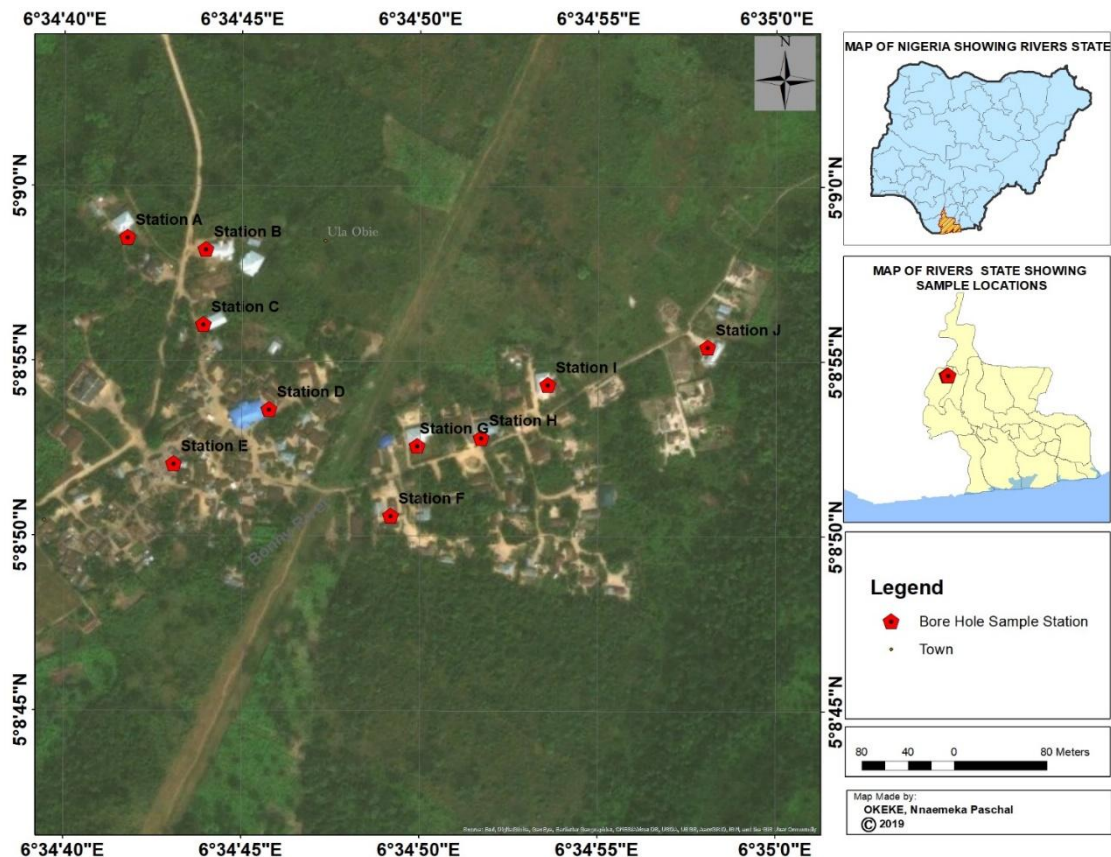 6°34'40"E 6°34'45"E 6°34'50"E 6°34'55"E 6°35'0"E
N
5°9'0"N
5°8'55"N
5°8'50"N
5°8'45"N
Station A
Station B
Ula Obie
Station C
Station D
Station E
Station F
Station G
Station H
Station I
Station J
5°9'0"N
5°8'55"N
5°8'50"N
5°8'45"N
6°34'40"E 6°34'45"E 6°34'50"E 6°34'55"E 6°35'0"E
MAP OF NIGERIA SHOWING RIVERS STATE
MAP OF RIVERS STATE SHOWING
SAMPLE LOCATIONS
Legend
Bore Hole Sample Station
Town
80 40 0 80 Meters
Map Made by:
OKEKE, Nnaemeka Paschal
© 2019